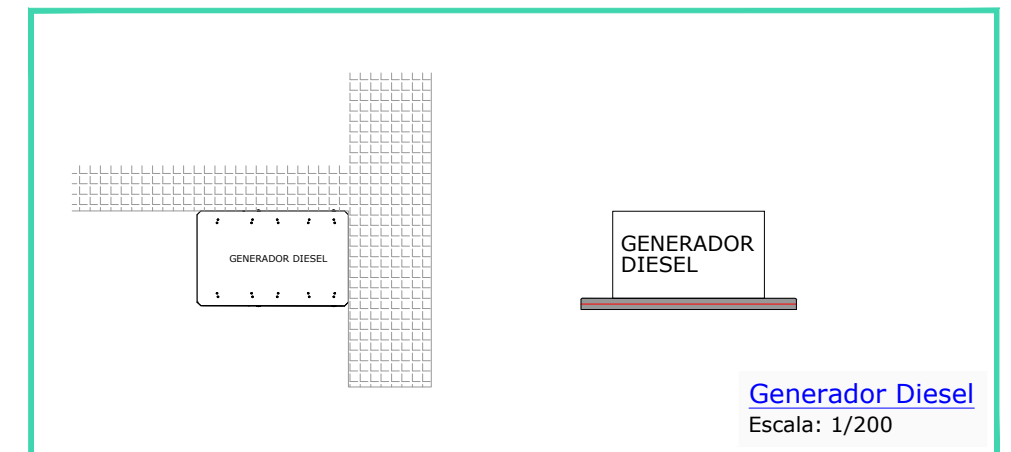 GENERADOR DIESEL
GENERADOR
DIESEL
Generador Diesel
Escala: 1/200